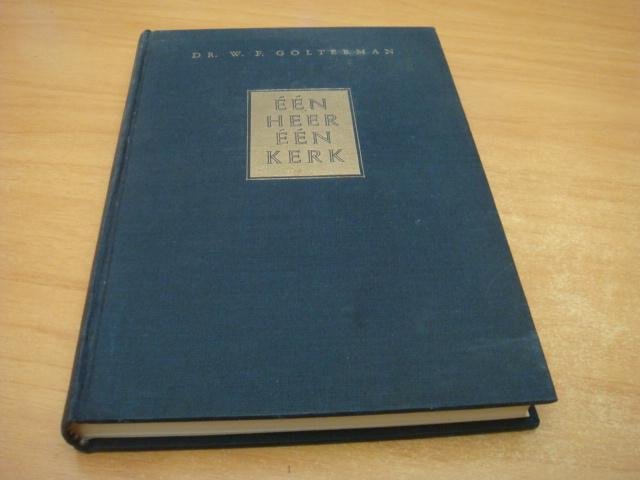 DR. W. F. GOLTERMAN
ÉÉN
HEER
ÉÉN
KERK